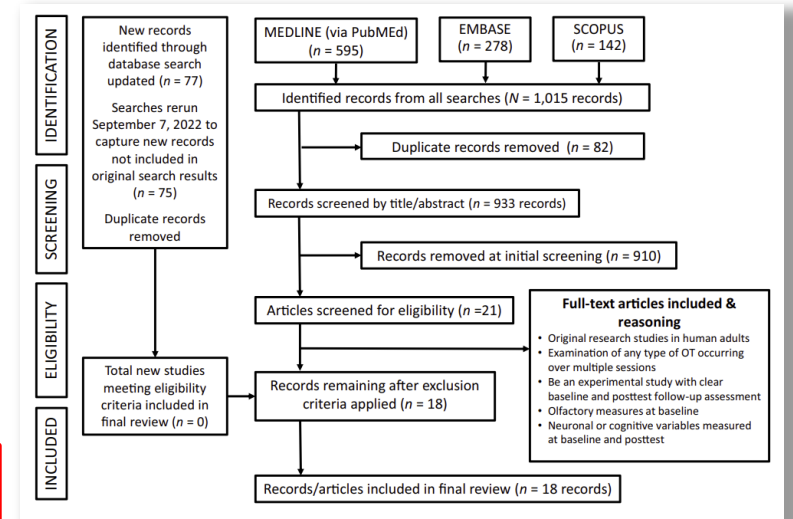 IDENTIFICATION
SCREENING
ELIGIBILITY
INCLUDED
New records
identified through
database search
updated (n = 77)
Searches rerun
September 7, 2022 to
capture new records
not included in
original search results
(n = 75)
Duplicate records
removed
MEDLINE (via PubMEd)
(n = 595)
EMBASE
(n = 278)
SCOPUS
(n = 142)
Identified records from all searches (N = 1,015 records)
Duplicate records removed (n = 82)
Records screened by title/abstract (n = 933 records)
Records removed at initial screening (n = 910)
Articles screened for eligibility (n =21)
Full-text articles included &
reasoning
• Original research studies in human adults
• Examination of any type of OT occurring
over multiple sessions
• Be an experimental study with clear
baseline and posttest follow-up assessment
• Olfactory measures at baseline
• Neuronal or cognitive variables measured
at baseline and posttest
Total new studies
meeting eligibility
criteria included in
final review (n = 0)
Records remaining after exclusion
criteria applied (n = 18)
Records/articles included in final review (n = 18 records)